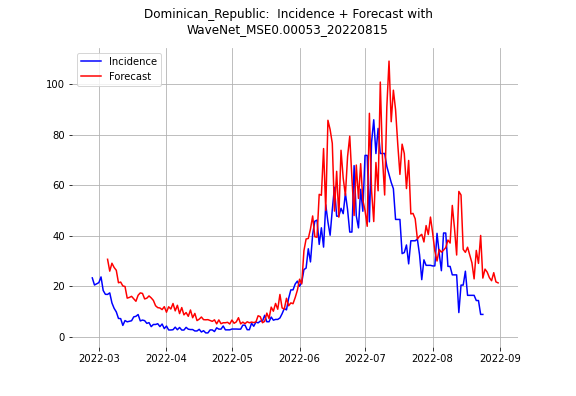 Dominican_Republic:  Incidence + Forecast with
WaveNet_MSE0.00053_20220815
Incidence
Forecast
100
80
60
40
20
0
2022-03 2022-04 2022-05 2022-06 2022-07 2022-08 2022-09